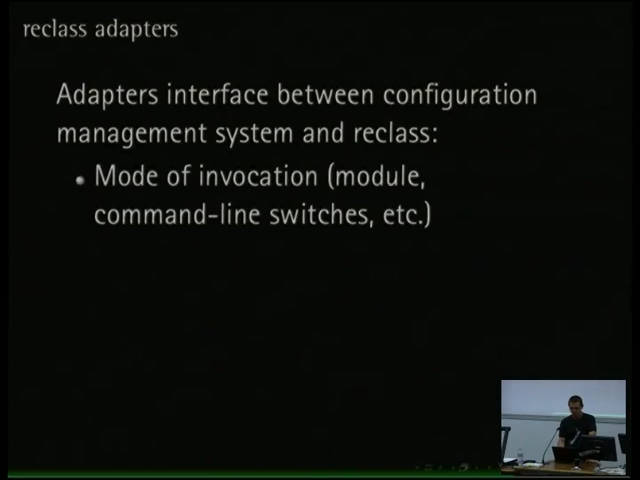 reclass adapters
Adapters interface between configuration
management system and reclass:
Mode of invocation (module,
command-line switches, etc.)